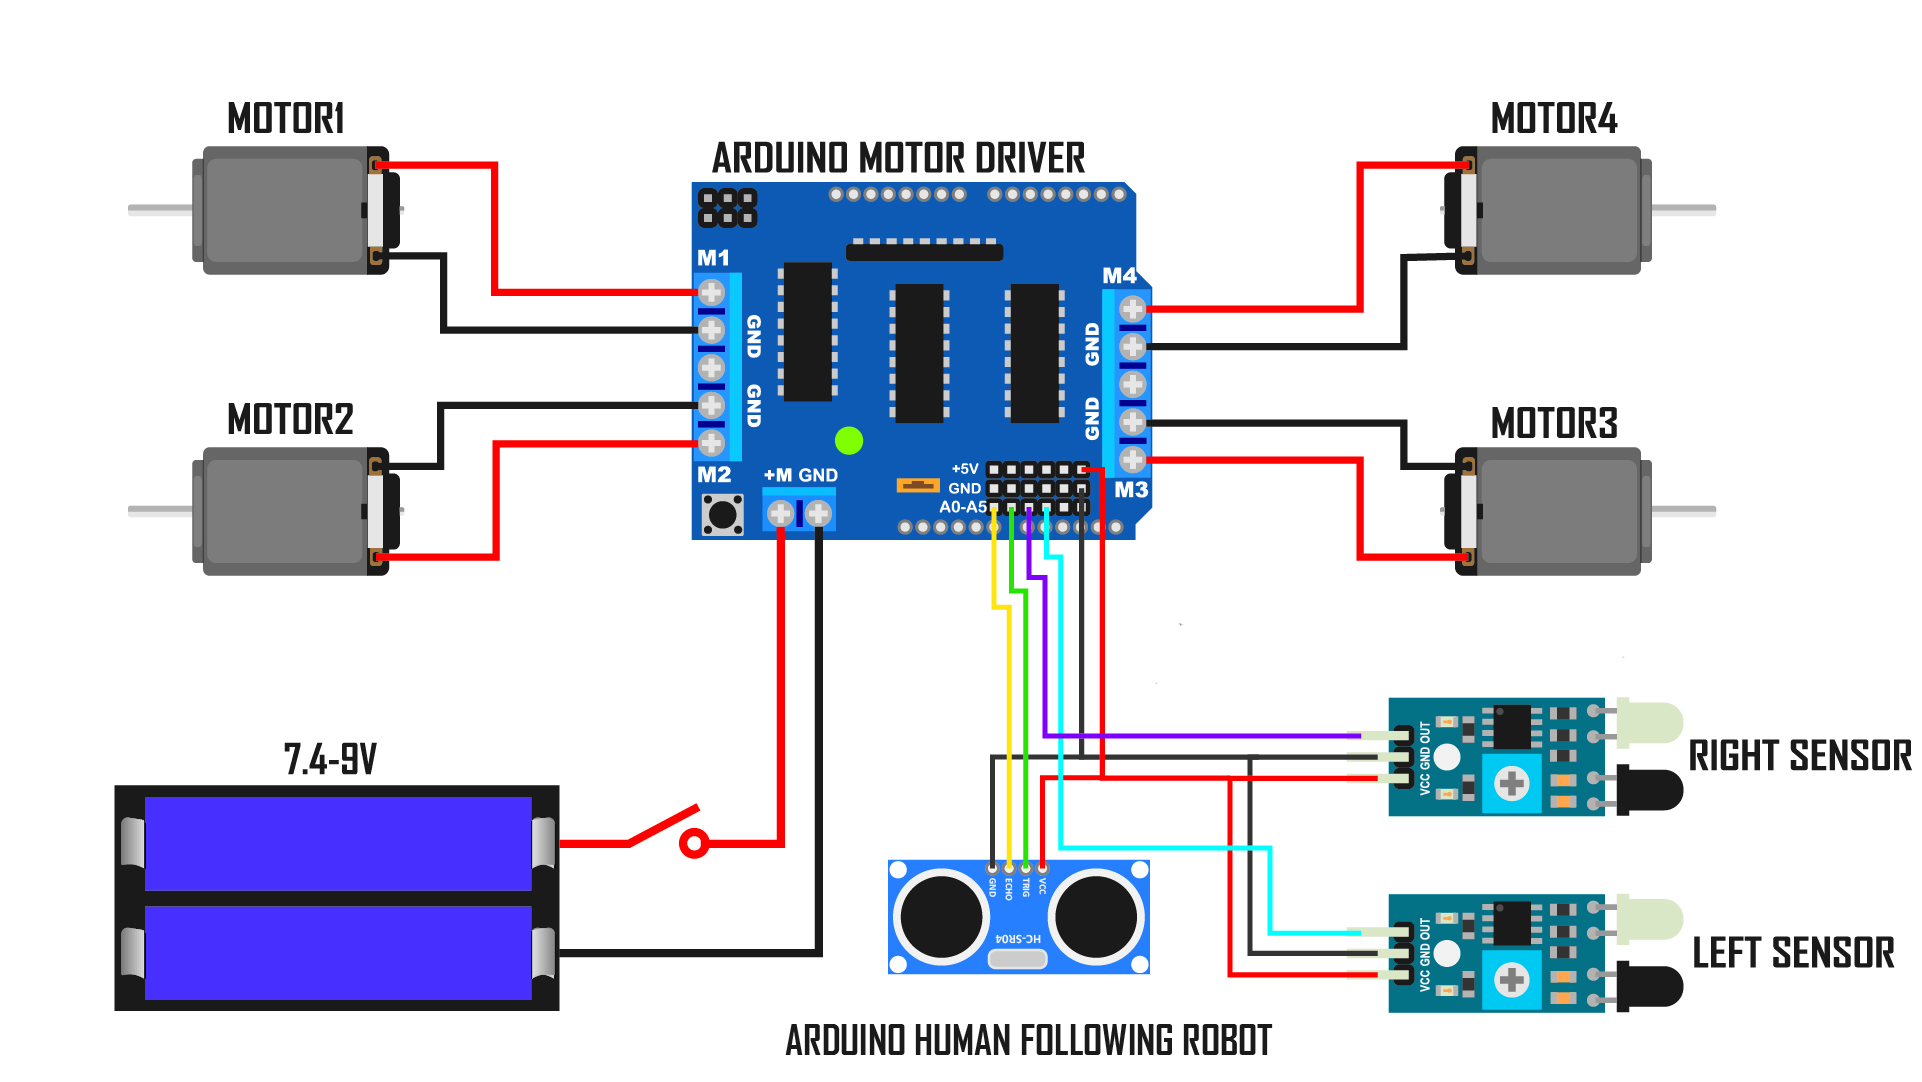 MOTOR1
MOTOR4
ARDUINO MOTOR DRIVER
M1
M4
GND
GND
GND
GND
MOTOR2
MOTOR3
M2
+M GND
+5V
GND
A0-A5
M3
7.4-9V
OUT
GND
VCC
RIGHT SENSOR
GND
ECHO
TRIG
VCC
HC-SR04
OUT
GND
VCC
LEFT SENSOR
ARDUINO HUMAN FOLLOWING ROBOT